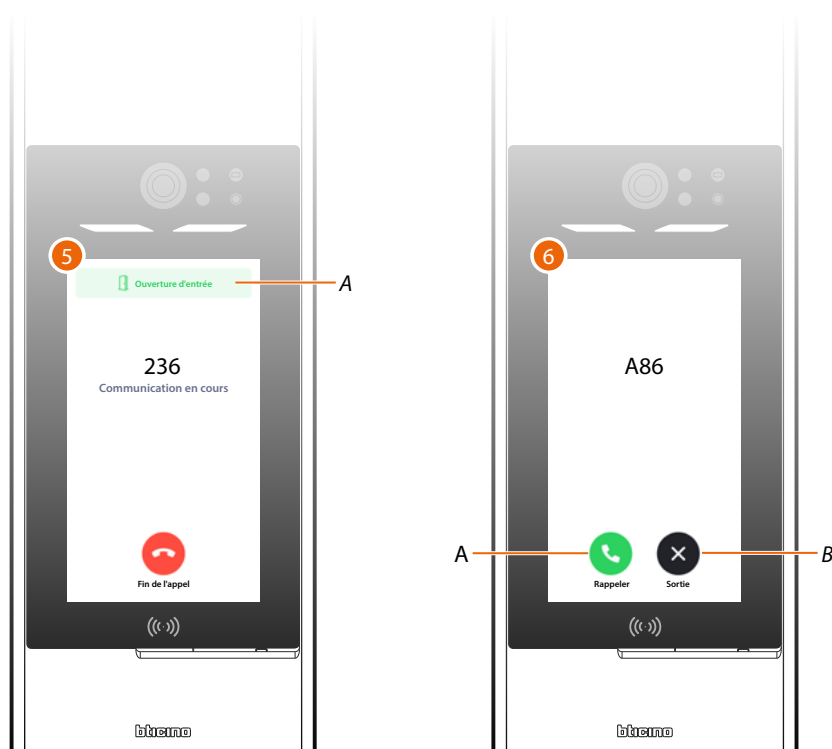 5
Ouverture d'entrée
A
236
Communication en cours
Fin de l'appel
bticino
6
A86
A
B
Rappeler
Sortie
bticino